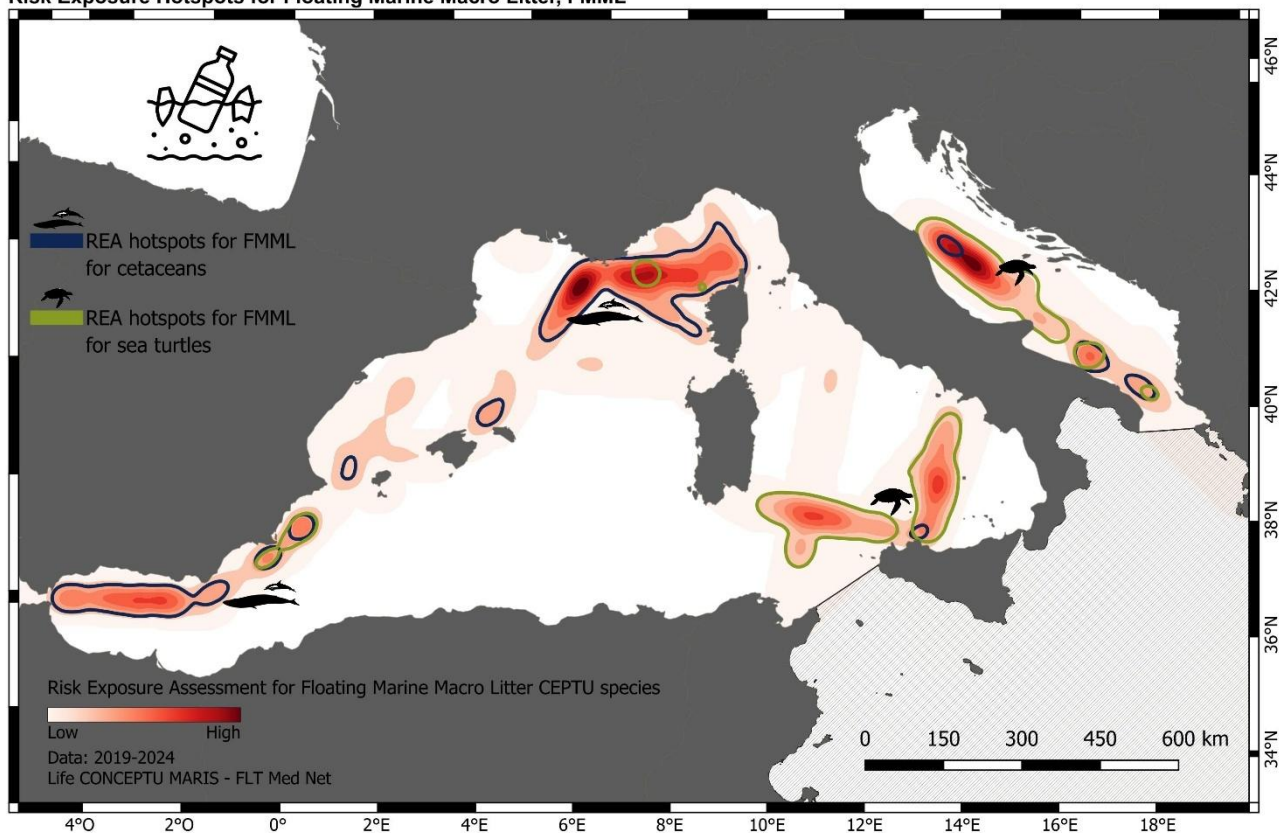 Risk Exposure Hotspots for Floating Marine Macro Litter, FMML
REA hotspots for FMML
for cetaceans
REA hotspots for FMML
for sea turtles
Risk Exposure Assessment for Floating Marine Macro Litter CEPTU species
Low High
Data: 2019-2024
Life CONCEPTU MARIS - FLT Med Net
0 150 300 450 600 km
46°N
44°N
42°N
40°N
38°N
36°N
34°N
4°O 2°O 0° 2°E 4°E 6°E 8°E 10°E 12°E 14°E 16°E 18°E